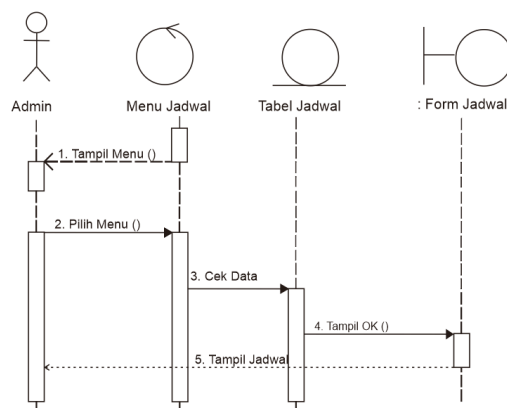 Admin
Menu Jadwal
Tabel Jadwal
: Form Jadwal
1. Tampil Menu ()
2. Pilih Menu ()
3. Cek Data
4. Tampil OK ()
5. Tampil Jadwal